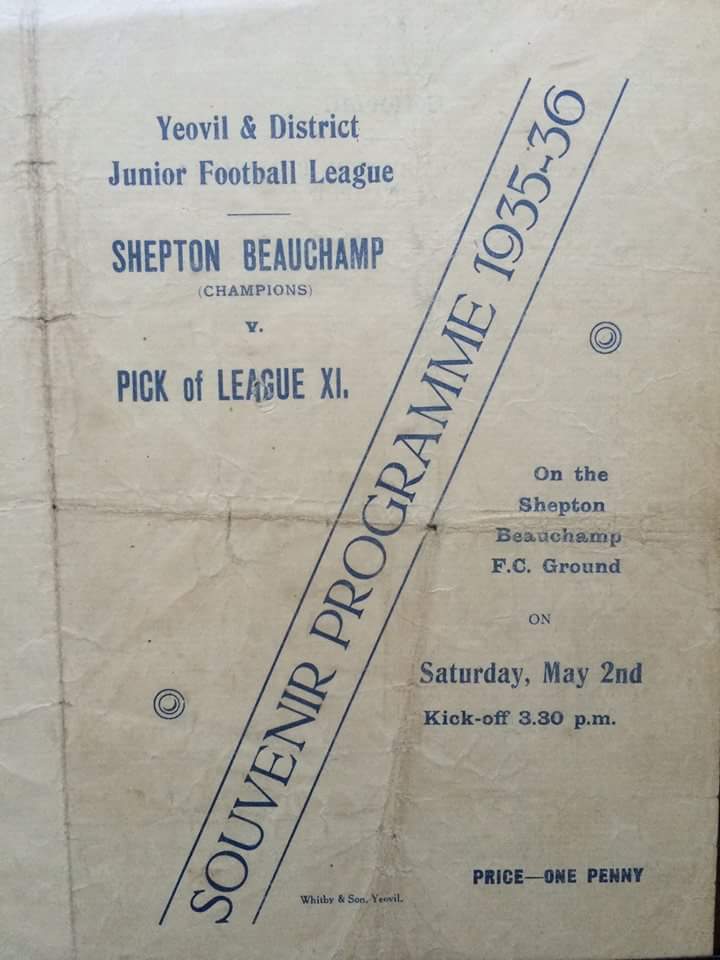 Yeovil & District
Junior Football League
SHEPTON BEAUCHAMP
(CHAMPIONS)
v.
PICK of LEAGUE XI.
SOUVENIR PROGRAMME 1935-36
On the
Shepton
Beauchamp
F.C. Ground
ON
Saturday, May 2nd
Kick-off 3.30 p.m.
PRICE—ONE PENNY
Whitby & Son, Yeovil.